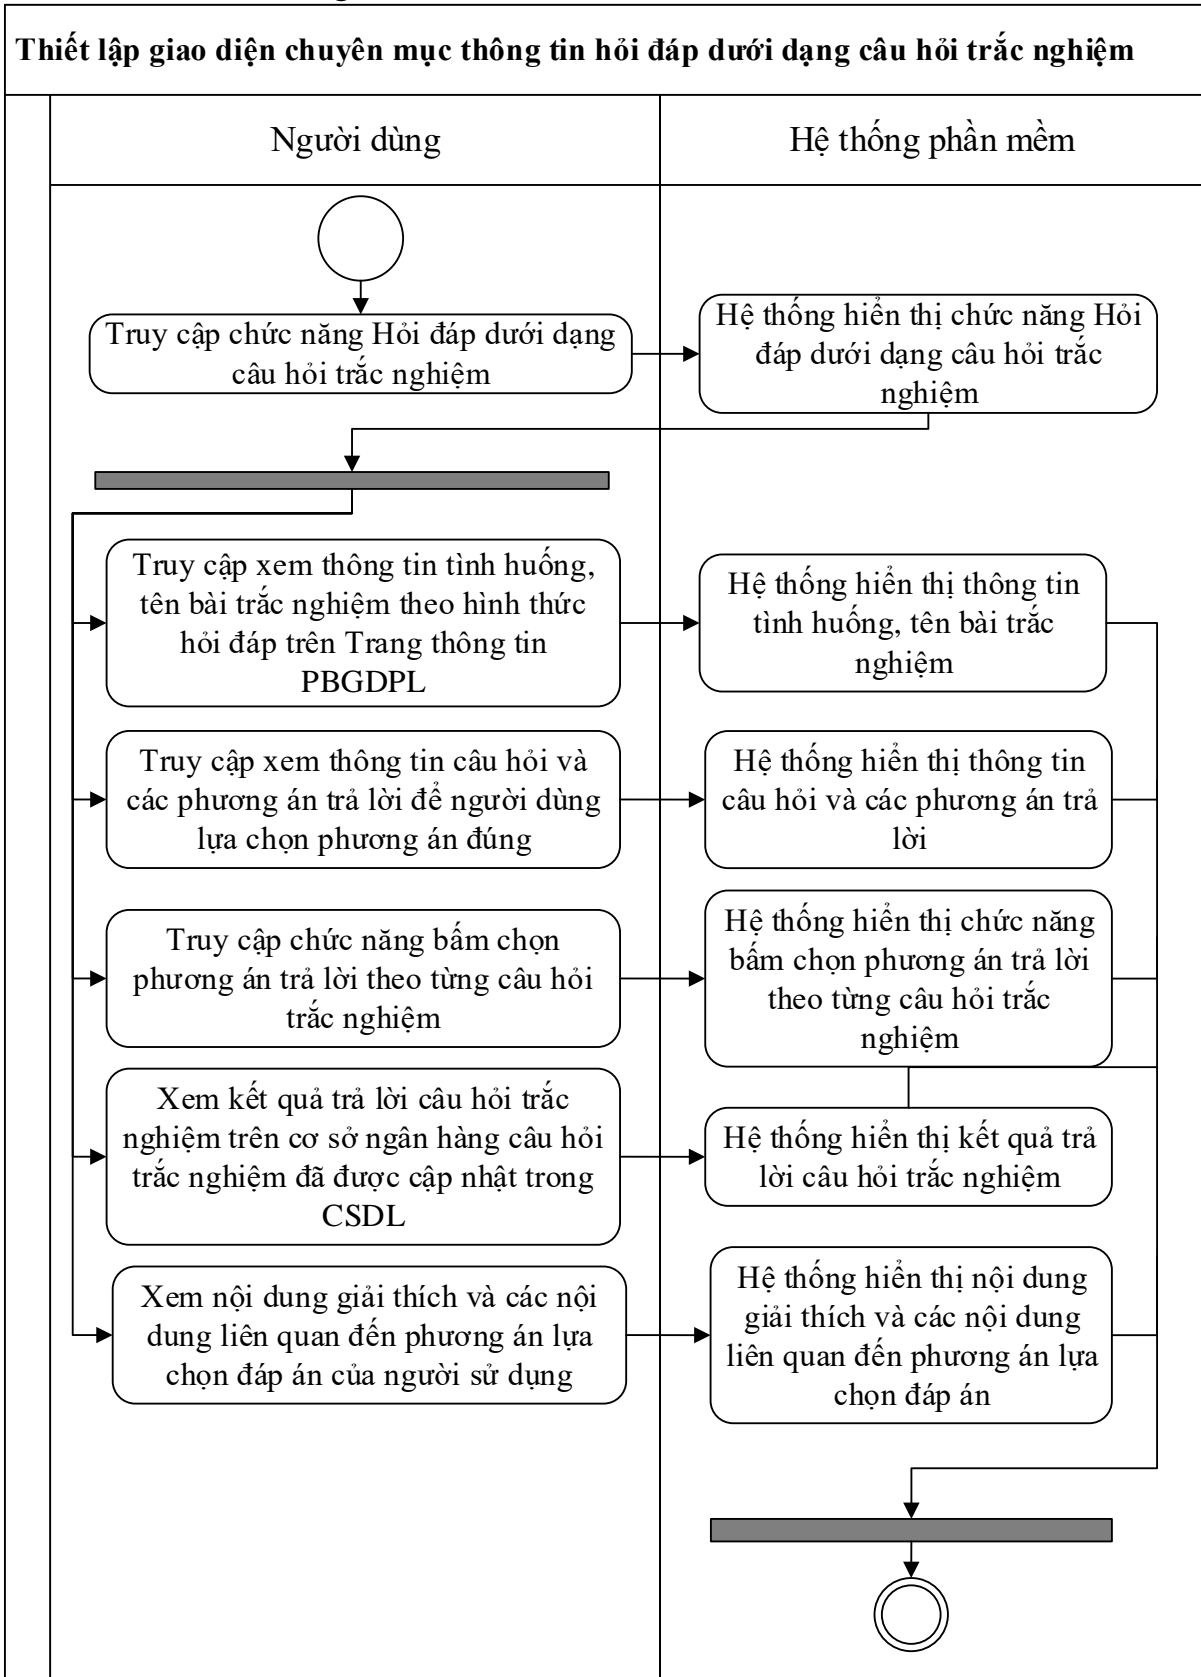 Thiết lập giao diện chuyên mục thông tin hỏi đáp dưới dạng câu hỏi trắc nghiệm
Người dùng
Hệ thống phần mềm
Truy cập chức năng Hỏi đáp dưới dạng
câu hỏi trắc nghiệm
Hệ thống hiển thị chức năng Hỏi
đáp dưới dạng câu hỏi trắc
nghiệm
Truy cập xem thông tin tình huống,
tên bài trắc nghiệm theo hình thức
hỏi đáp trên Trang thông tin
PBGDPL
Hệ thống hiển thị thông tin
tình huống, tên bài trắc
nghiệm
Truy cập xem thông tin câu hỏi và
các phương án trả lời để người dùng
lựa chọn phương án đúng
Hệ thống hiển thị thông tin
câu hỏi và các phương án trả
lời
Truy cập chức năng bấm chọn
phương án trả lời theo từng câu hỏi
trắc nghiệm
Hệ thống hiển thị chức năng
bấm chọn phương án trả lời
theo từng câu hỏi trắc
nghiệm
Xem kết quả trả lời câu hỏi trắc
nghiệm trên cơ sở ngân hàng câu hỏi
trắc nghiệm đã được cập nhật trong
CSDL
Hệ thống hiển thị kết quả trả
lời câu hỏi trắc nghiệm
Xem nội dung giải thích và các nội
dung liên quan đến phương án lựa
chọn đáp án của người sử dụng
Hệ thống hiển thị nội dung
giải thích và các nội dung
liên quan đến phương án lựa
chọn đáp án